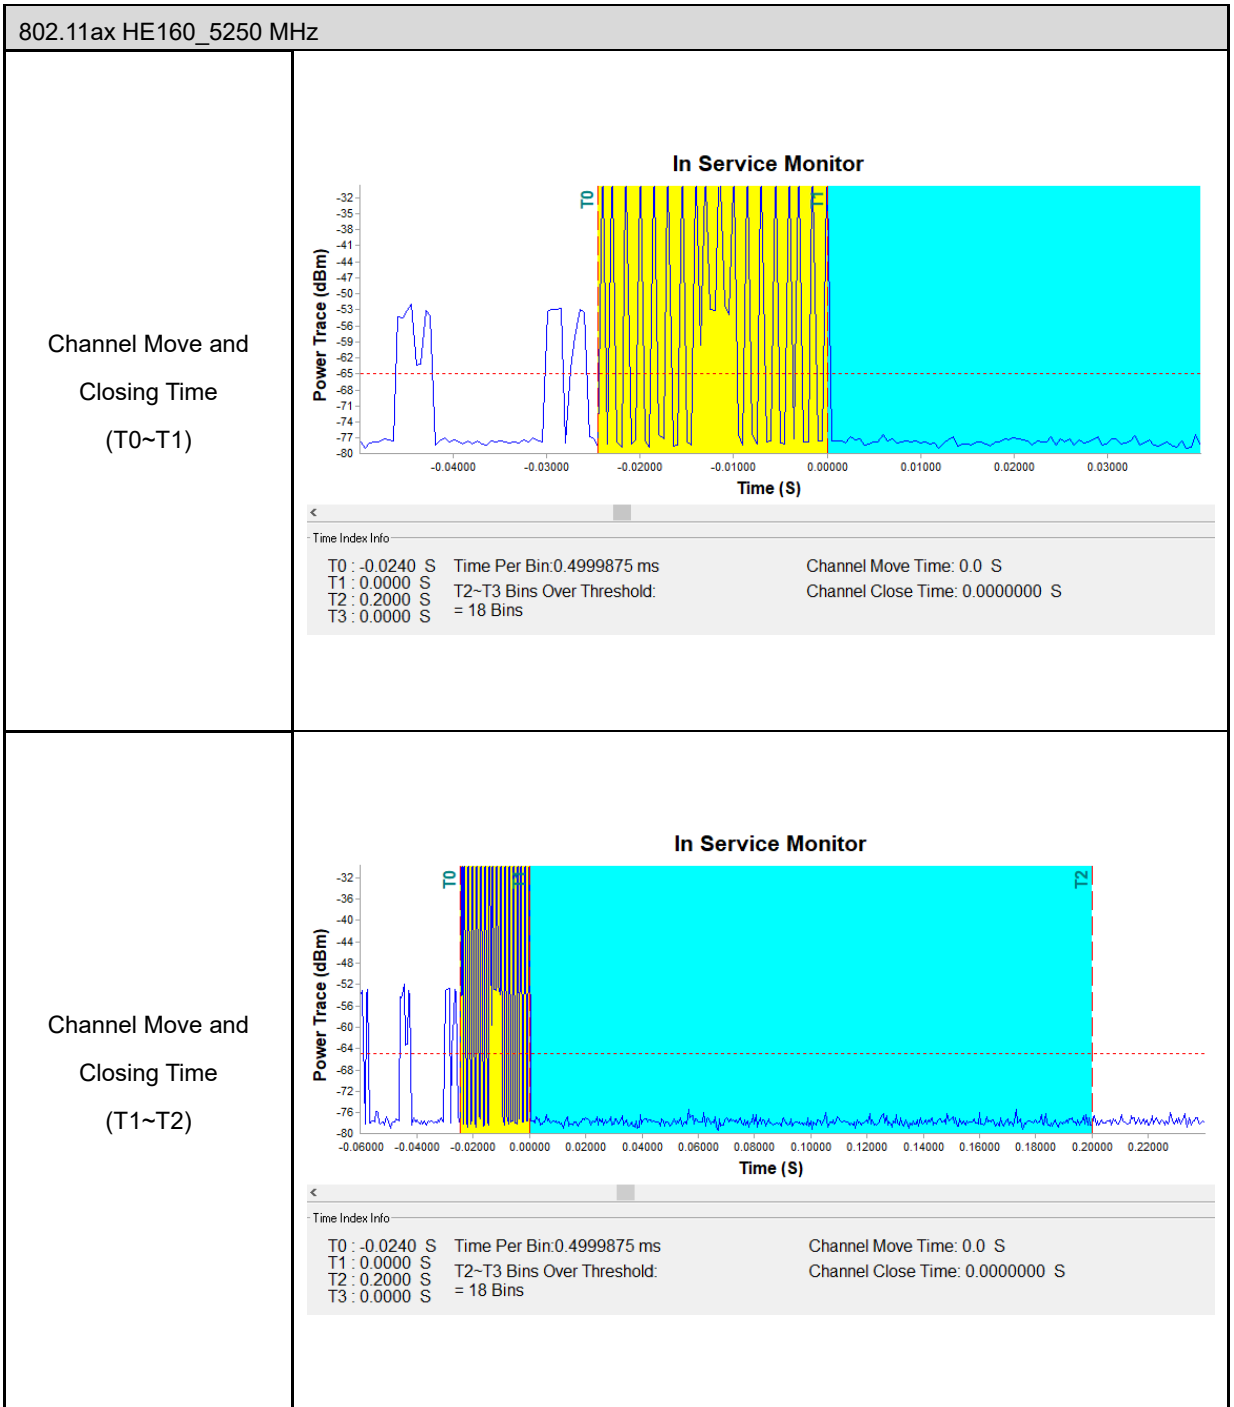 802.11ax HE160_5250 MHz
Channel Move and
Closing Time
(T0~T1)
In Service Monitor
T0
T1
Power Trace (dBm)
-32
-35
-38
-41
-44
-47
-50
-53
-56
-59
-62
-65
-68
-71
-74
-77
-80
-0.04000 -0.03000 -0.02000 -0.01000 0.00000 0.01000 0.02000 0.03000
Time (S)
<
Time Index Info
T0 : -0.0240 S Time Per Bin:0.4999875 ms Channel Move Time: 0.0 S
T1 : 0.0000 S
T2 : 0.2000 S T2~T3 Bins Over Threshold: Channel Close Time: 0.0000000 S
T3 : 0.0000 S = 18 Bins
Channel Move and
Closing Time
(T1~T2)
In Service Monitor
T0
T1
T2
Power Trace (dBm)
-32
-36
-40
-44
-48
-52
-56
-60
-64
-68
-72
-76
-80
-0.06000 -0.04000 -0.02000 0.00000 0.02000 0.04000 0.06000 0.08000 0.10000 0.12000 0.14000 0.16000 0.18000 0.20000 0.22000
Time (S)
<
Time Index Info
T0 : -0.0240 S Time Per Bin:0.4999875 ms Channel Move Time: 0.0 S
T1 : 0.0000 S
T2 : 0.2000 S T2~T3 Bins Over Threshold: Channel Close Time: 0.0000000 S
T3 : 0.0000 S = 18 Bins